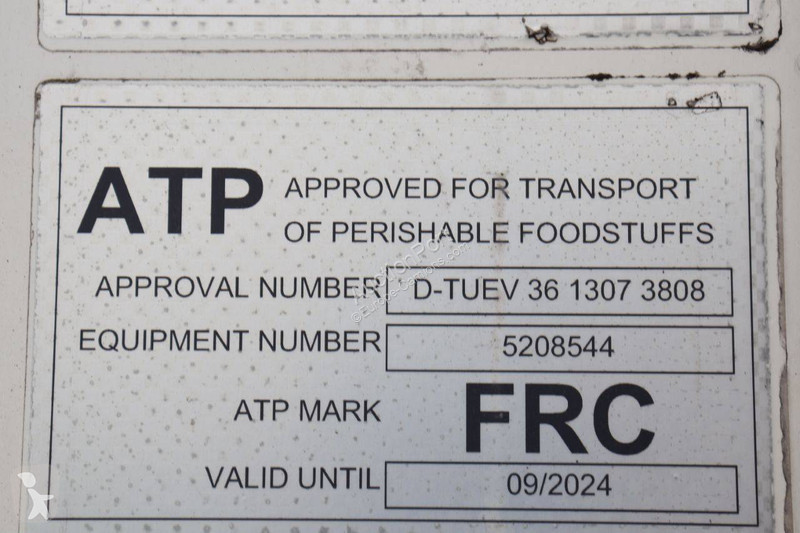 ATP APPROVED FOR TRANSPORT
OF PERISHABLE FOODSTUFFS
APPROVAL NUMBER D-TUEV 36 1307 3808
EQUIPMENT NUMBER 5208544
ATP MARK FRC
VALID UNTIL 09/2024